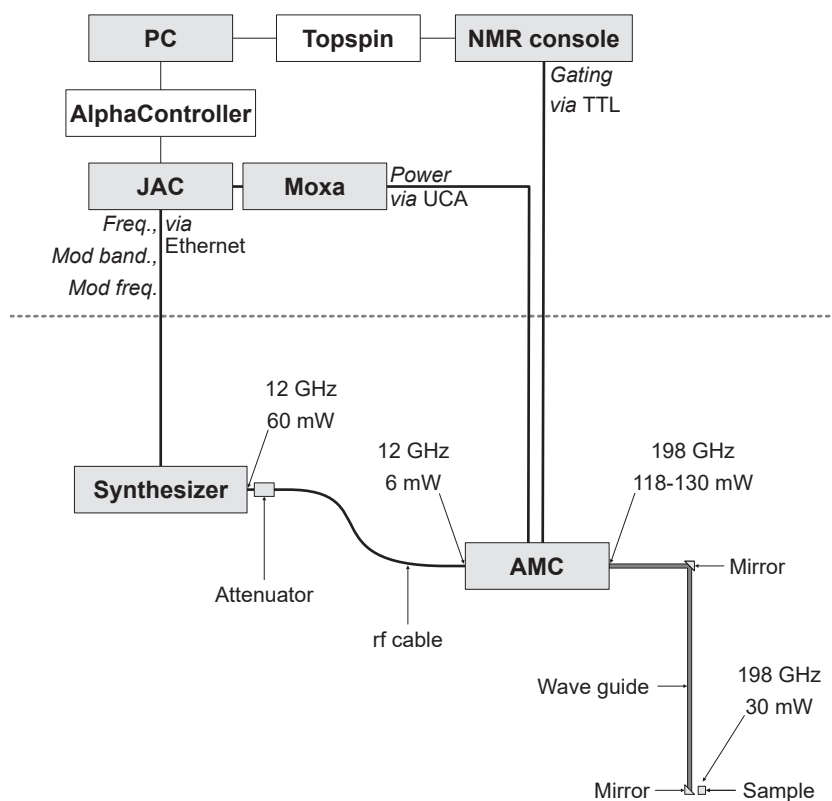 PC
Topspin
NMR console
Gating
via TTL
AlphaController
JAC
Moxa
Power
via UCA
Freq., via
Ethernet
Mod band.,
Mod freq.
12 GHz
60 mW
12 GHz
6 mW
198 GHz
118-130 mW
Synthesizer
AMC
Mirror
Attenuator
rf cable
Wave guide
198 GHz
30 mW
Mirror
Sample